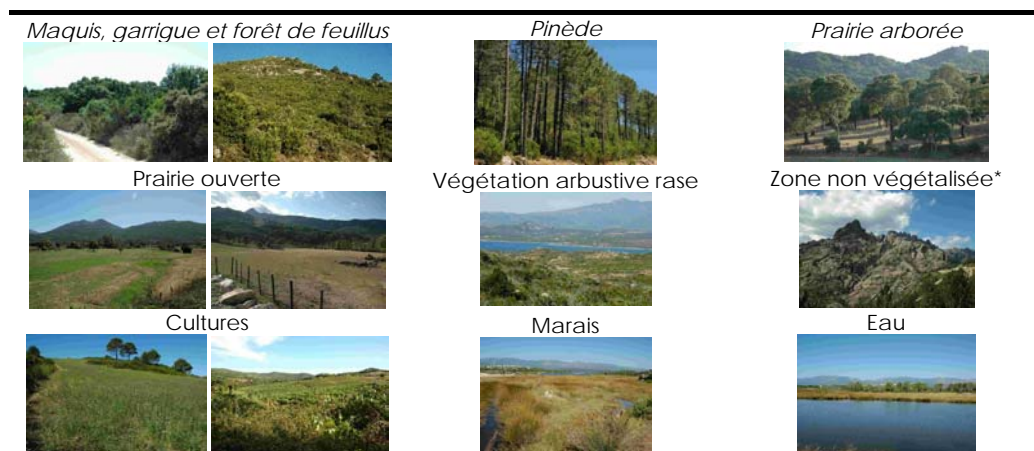 Maquis, garrigue et forêt de feuillus
Pinède
Prairie arborée
Prairie ouverte
Végétation arbustive rase
Zone non végétalisée*
Cultures
Marais
Eau